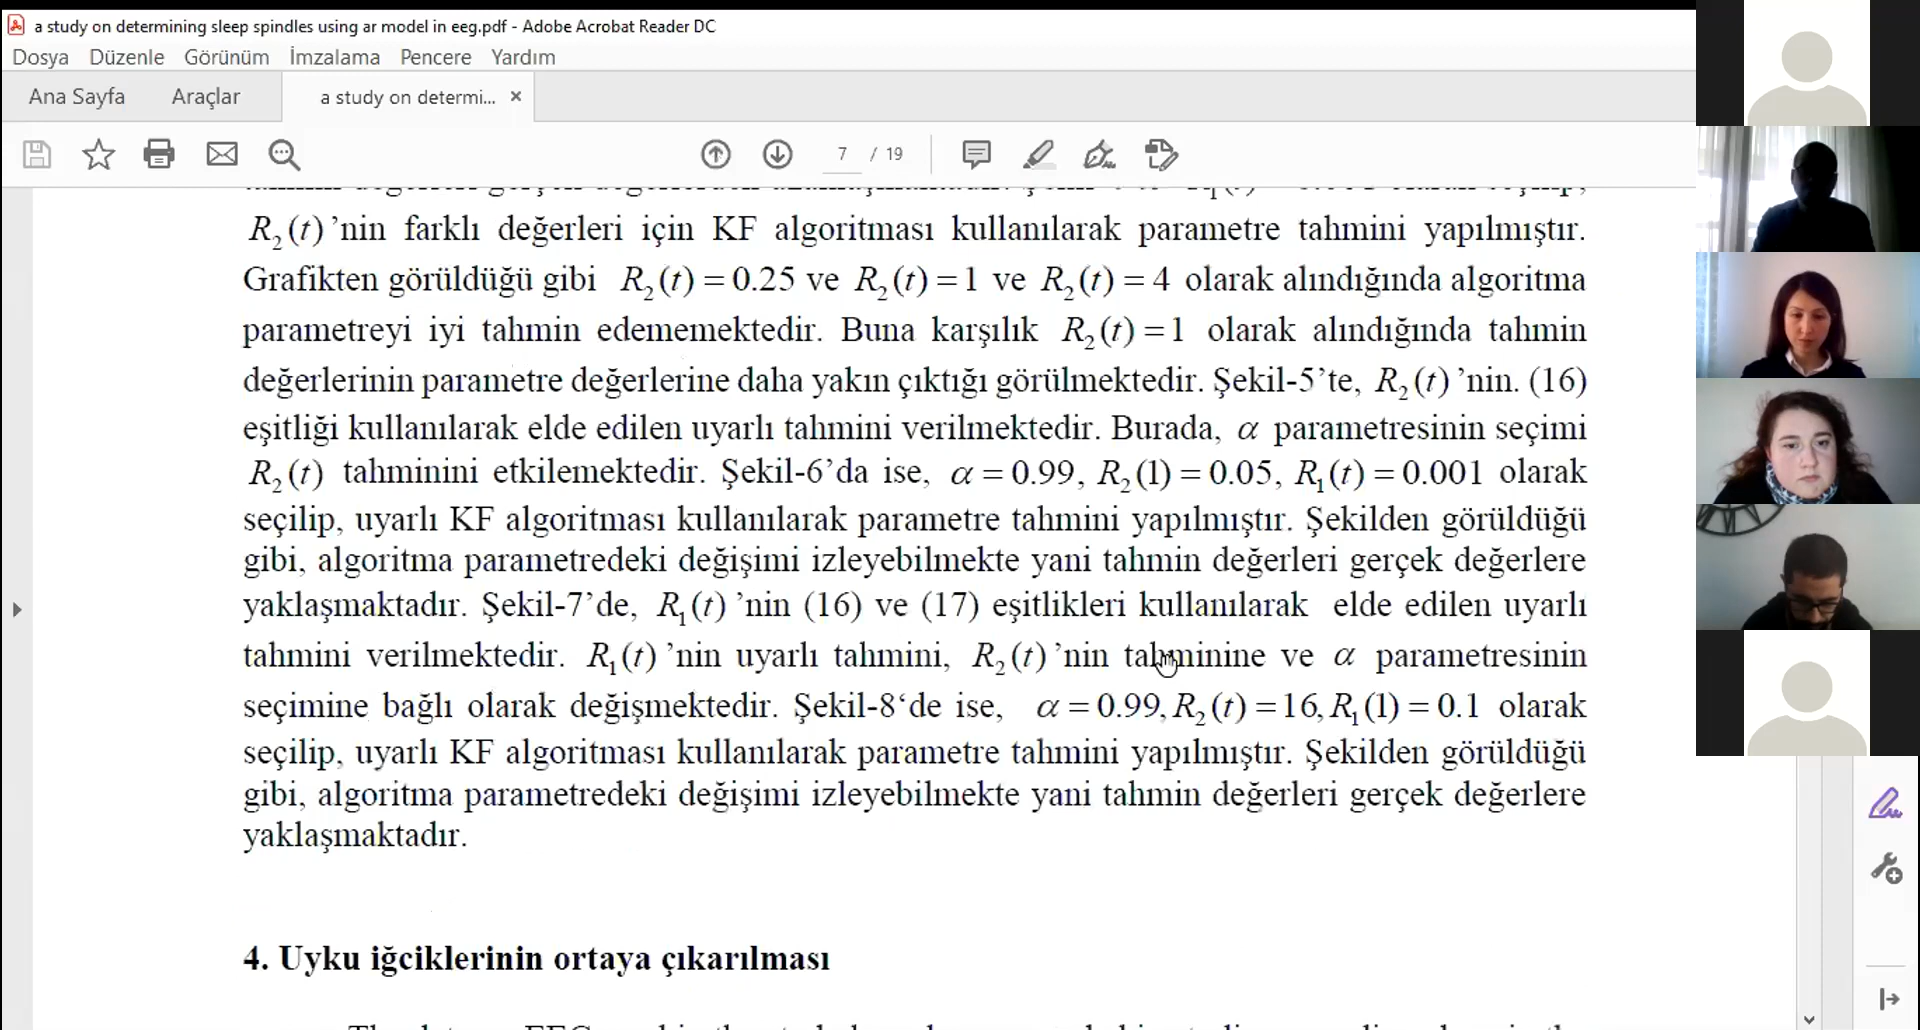 a study on determining sleep spindles using ar model in eeg.pdf - Adobe Acrobat Reader DC
Dosya Düzenle Görünüm İmzalama Pencere Yardım
Ana Sayfa Araçlar a study on determi... ×
7 / 19
R₂(t)’nin farklı değerleri için KF algoritması kullanılarak parametre tahmini yapılmıştır.
Grafikten görüldüğü gibi R₂(t) = 0.25 ve R₂(t) = 1 ve R₂(t) = 4 olarak alındığında algoritma
parametreyi iyi tahmin edememektedir. Buna karşılık R₂(t) = 1 olarak alındığında tahmin
değerlerinin parametre değerlerine daha yakın çıktığı görülmektedir. Şekil-5’te, R₂(t)’nin. (16)
eşitliği kullanılarak elde edilen uyarlı tahmini verilmektedir. Burada, α parametresinin seçimi
R₂(t) tahminini etkilemektedir. Şekil-6’da ise, α = 0.99, R₂(1) = 0.05, R₁(t) = 0.001 olarak
seçilip, uyarlı KF algoritması kullanılarak parametre tahmini yapılmıştır. Şekilden görüldüğü
gibi, algoritma parametredeki değişimi izleyebilmekte yani tahmin değerleri gerçek değerlere
yaklaşmaktadır. Şekil-7’de, R₁(t)’nin (16) ve (17) eşitlikleri kullanılarak elde edilen uyarlı
tahmini verilmektedir. R₁(t)’nin uyarlı tahmini, R₂(t)’nin tahminine ve α parametresinin
seçimine bağlı olarak değişmektedir. Şekil-8‘de ise, α = 0.99, R₂(t) = 16, R₁(1) = 0.1 olarak
seçilip, uyarlı KF algoritması kullanılarak parametre tahmini yapılmıştır. Şekilden görüldüğü
gibi, algoritma parametredeki değişimi izleyebilmekte yani tahmin değerleri gerçek değerlere
yaklaşmaktadır.
4. Uyku iğciklerinin ortaya çıkarılması